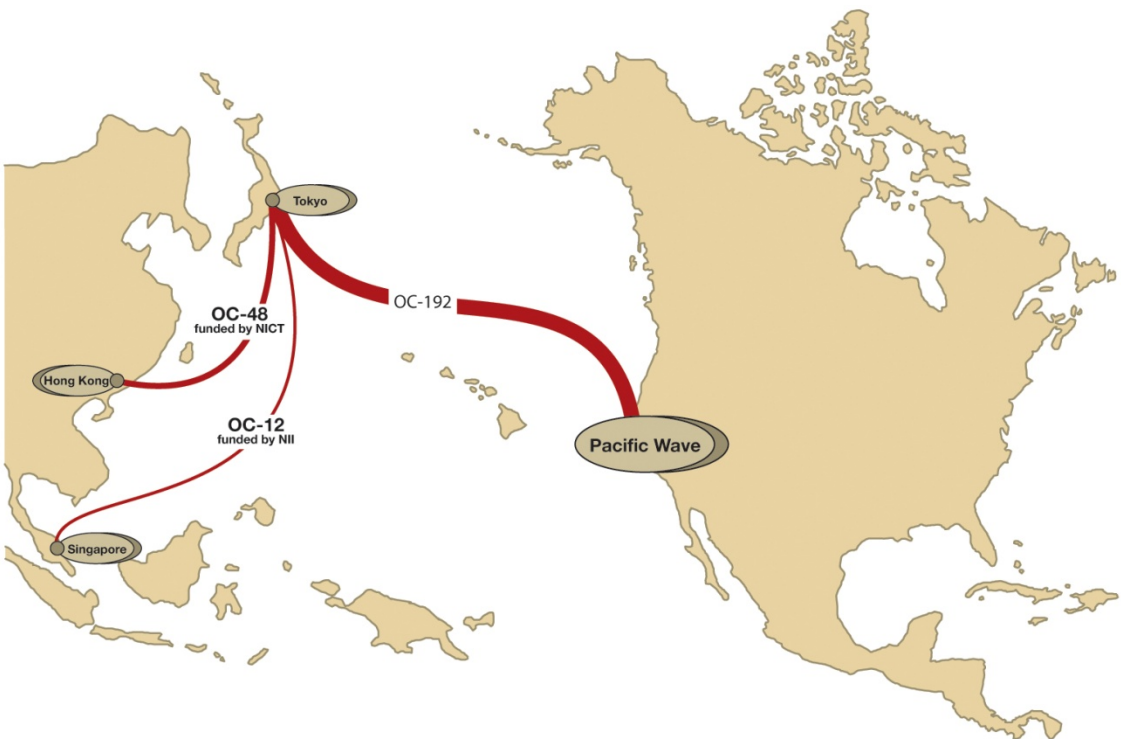 Tokyo
OC-192
OC-48
funded by NICT
Hong Kong
OC-12
funded by NII
Pacific Wave
Singapore